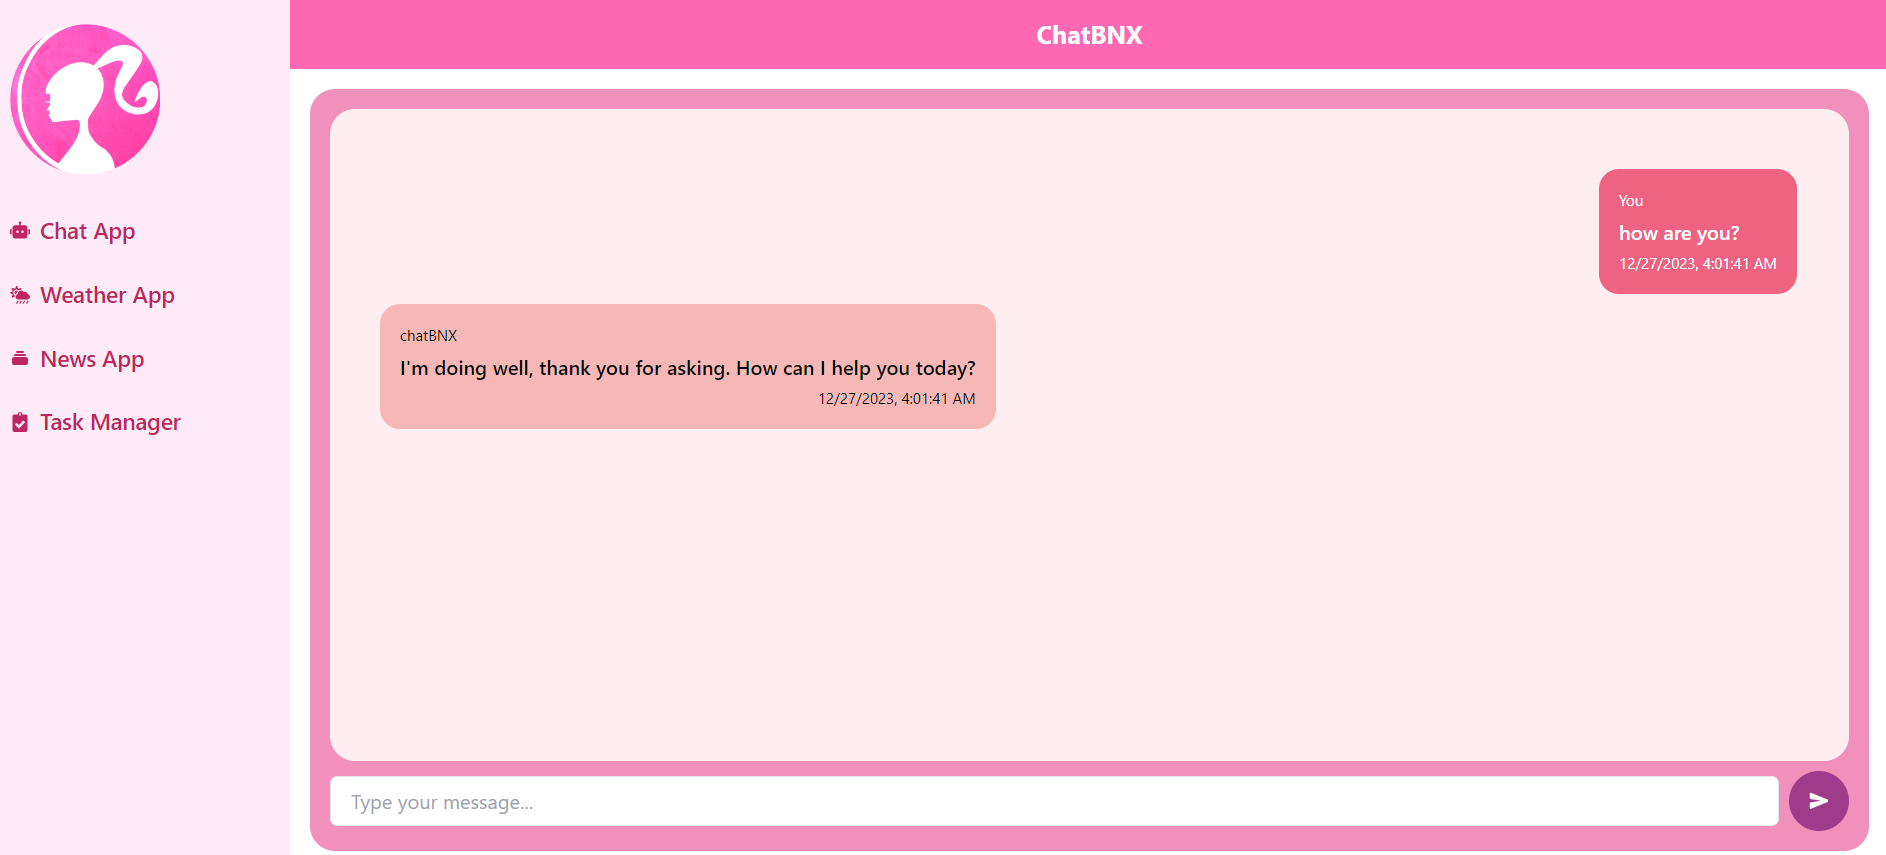 ChatBNX
Chat App
Weather App
News App
Task Manager
You
how are you?
12/27/2023, 4:01:41 AM
chatBNX
I'm doing well, thank you for asking. How can I help you today?
12/27/2023, 4:01:41 AM
Type your message...